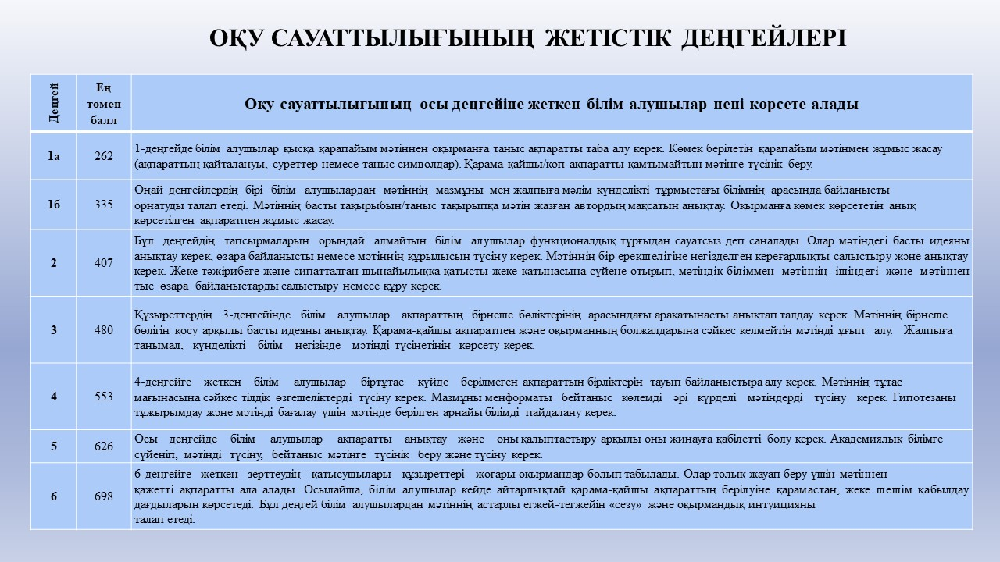 ОҚУ САУАТТЫЛЫҒЫНЫҢ ЖЕТІСТІК ДЕҢГЕЙЛЕРІ
Деңгей
Ең
төмен
балл
Оқу сауаттылығының осы деңгейіне жеткен білім алушылар нені көрсете алады
1а
262
1-деңгейде білім алушылар қысқа қарапайым мәтіннен оқырманға таныс ақпаратты таба алу керек. Көмек берілетін қарапайым мәтінмен жұмыс жасау
(ақпараттың қайталануы, суреттер немесе таныс символдар). Қарама-қайшы/көп ақпаратты қамтымайтын мәтінге түсінік беру.
1б
335
Оңай деңгейлердің бірі білім алушылардан мәтіннің мазмұны мен жалпыға мәлім күнделікті тұрмыстағы білімнің арасында байланысты
орнатуды талап етеді. Мәтіннің басты тақырыбын/таныс тақырыпқа мәтін жазған автордың мақсатын анықтау. Оқырманға көмек көрсететін анық
көрсетілген ақпаратпен жұмыс жасау.
2
407
Бұл деңгейдің тапсырмаларын орындай алмайтын білім алушылар функционалдық тұрғыдан сауатсыз деп саналады. Олар мәтіндегі басты идеяны
анықтау керек, өзара байланысты немесе мәтіннің құрылысын түсіну керек. Мәтіннің бір ерекшелігіне негізделген кереғарлықты салыстыру және анықтау
керек. Жеке тәжірибеге және сипатталған шынайылыққа қатысты жеке қатынасына сүйене отырып, мәтіндік біліммен мәтіннің ішіндегі және мәтіннен
тыс өзара байланыстарды салыстыру немесе құру керек.
3
480
Құзыреттердің 3-деңгейінде білім алушылар ақпараттың бірнеше бөліктерінің арасындағы арақатынасты анықтап талдау керек. Мәтіннің бірнеше
бөлігін қосу арқылы басты идеяны анықтау. Қарама-қайшы ақпаратпен және оқырманның болжалдарына сәйкес келмейтін мәтінді ұғып алу. Жалпыға
танымал, күнделікті білім негізінде мәтінді түсінетінін көрсету керек.
4
553
4-деңгейге жеткен білім алушылар біртұтас күйде берілмеген ақпараттың бірліктерін тауып байланыстыра алу керек. Мәтіннің тұтас
мағынасына сәйкес тілдік өзгешеліктерді түсіну керек. Мазмұны менформаты бейтаныс көлемді әрі күрделі мәтіндерді түсіну керек. Гипотезаны
тұжырымдау және мәтінді бағалау үшін мәтінде берілген арнайы білімді пайдалану керек.
5
626
Осы деңгейде білім алушылар ақпаратты анықтау және оны қалыптастыру арқылы оны жинауға қабілетті болу керек. Академиялық білімге
сүйеніп, мәтінді түсіну, бейтаныс мәтінге түсінік беру және түсіну керек.
6
698
6-деңгейге жеткен зерттеудің қатысушылары құзыреттері жоғары оқырмандар болып табылады. Олар толық жауап беру үшін мәтіннен
қажетті ақпаратты ала алады. Осылайша, білім алушылар кейде айтарлықтай қарама-қайшы ақпараттың берілуіне қарамастан, жеке шешім қабылдау
дағдыларын көрсетеді. Бұл деңгей білім алушылардан мәтіннің астарлы егжей-тегжейін «сезу» және оқырмандық интуицияны
талап етеді.